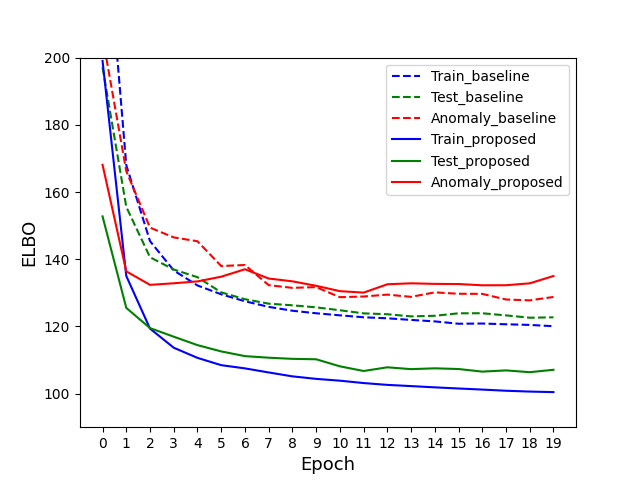 200
180
160
140
120
100
ELBO
Train_baseline
Test_baseline
Anomaly_baseline
Train_proposed
Test_proposed
Anomaly_proposed
0 1 2 3 4 5 6 7 8 9 10 11 12 13 14 15 16 17 18 19
Epoch